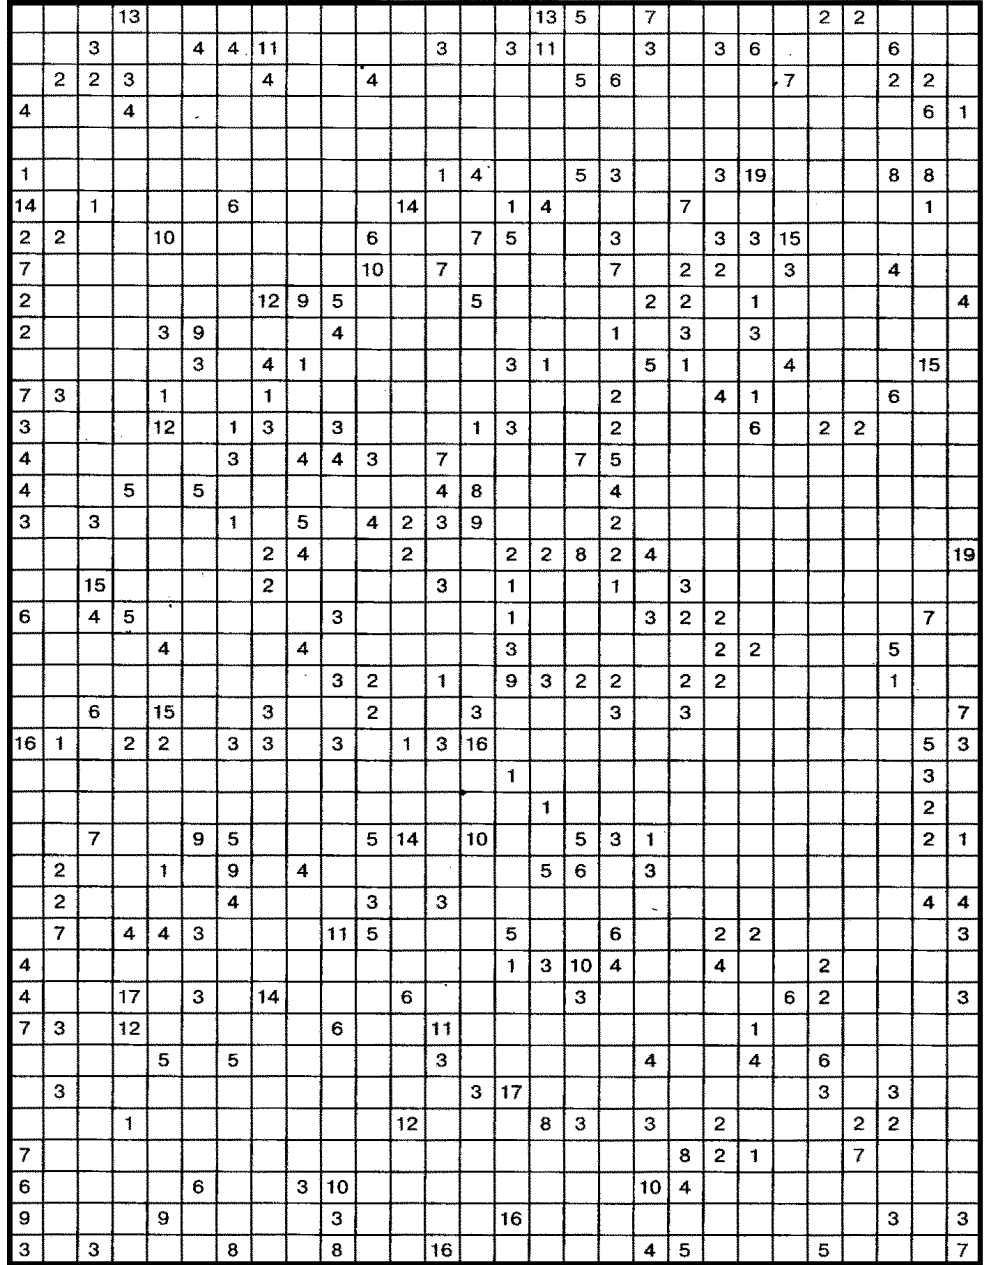 13 13 5 7 2 2
3 4 4 11 3 3 11 3 3 6 6
2 2 3 4 4 5 6 7 2 2
4 4 6 1
1 1 4 5 3 3 19 8 8
14 1 6 14 1 4 7 1
2 2 10 6 7 5 3 3 3 15
7 10 7 7 2 2 3 4
2 12 9 5 5 2 2 1 4
2 3 9 4 1 3 3
3 4 1 3 1 5 1 4 15
7 3 1 1 2 4 1 6
3 12 1 3 3 1 3 2 6 2 2
4 3 4 4 3 7 7 5
4 5 5 4 8 4
3 3 1 5 4 2 3 9 2
2 4 2 2 2 8 2 4 19
15 2 3 1 1 3
6 4 5 3 1 3 2 2 7
4 4 3 2 2 5
3 2 1 9 3 2 2 2 2 1
6 15 3 2 3 3 3 7
16 1 2 2 3 3 3 1 3 16 5 3
1 3
1 2
7 9 5 5 14 10 5 3 1 2 1
2 1 9 4 5 6 3
2 4 3 3 4 4
7 4 4 3 11 5 5 6 2 2 3
4 1 3 10 4 4 2
4 17 3 14 6 3 6 2 3
7 3 12 6 11 1
5 5 3 4 4 6
3 3 17 3 3
1 12 8 3 3 2 2 2
7 8 2 1 7
6 6 3 10 10 4
9 9 3 16 3 3
3 3 8 8 16 4 5 5 7